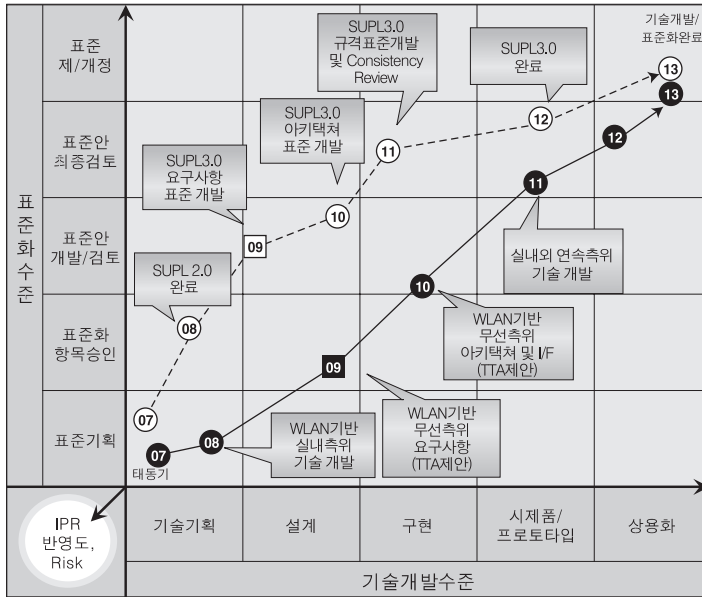 표준
제/개정
표준안
최종검토
표준안
개발/검토
표준화
항목승인
표준기획
표준화수준
SUPL3.0
규격표준개발
및 Consistency
Review
SUPL3.0
완료
기술개발/
표준화완료
SUPL3.0
아키택쳐
표준 개발
SUPL3.0
요구사항
표준 개발
SUPL 2.0
완료
07
08
09
10
11
12
13
07
08
09
10
11
12
13
태동기
실내외 연속측위
기술 개발
WLAN기반
무선측위
아키택쳐 및 I/F
(TTA제안)
WLAN기반
무선측위
요구사항
(TTA제안)
WLAN기반
실내측위
기술 개발
IPR
반영도,
Risk
기술기획
설계
구현
시제품/
프로토타입
상용화
기술개발수준